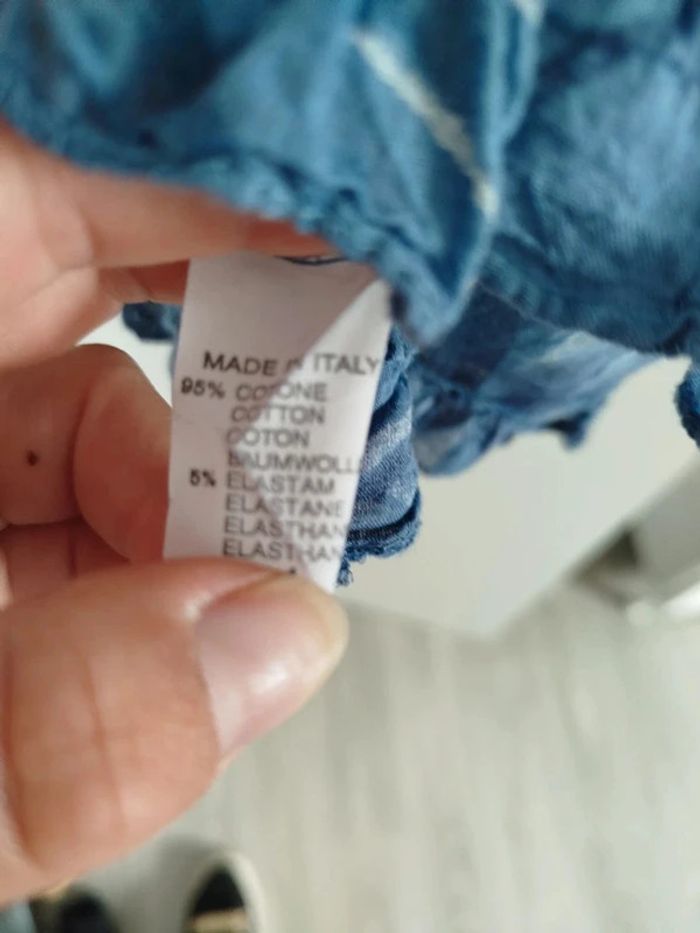 MADE IN ITALY
95% COTONE
COTTON
COTON
BAUMWOLL
5% ELASTAM
ELASTANE
ELASTHAN
ELASTHAN